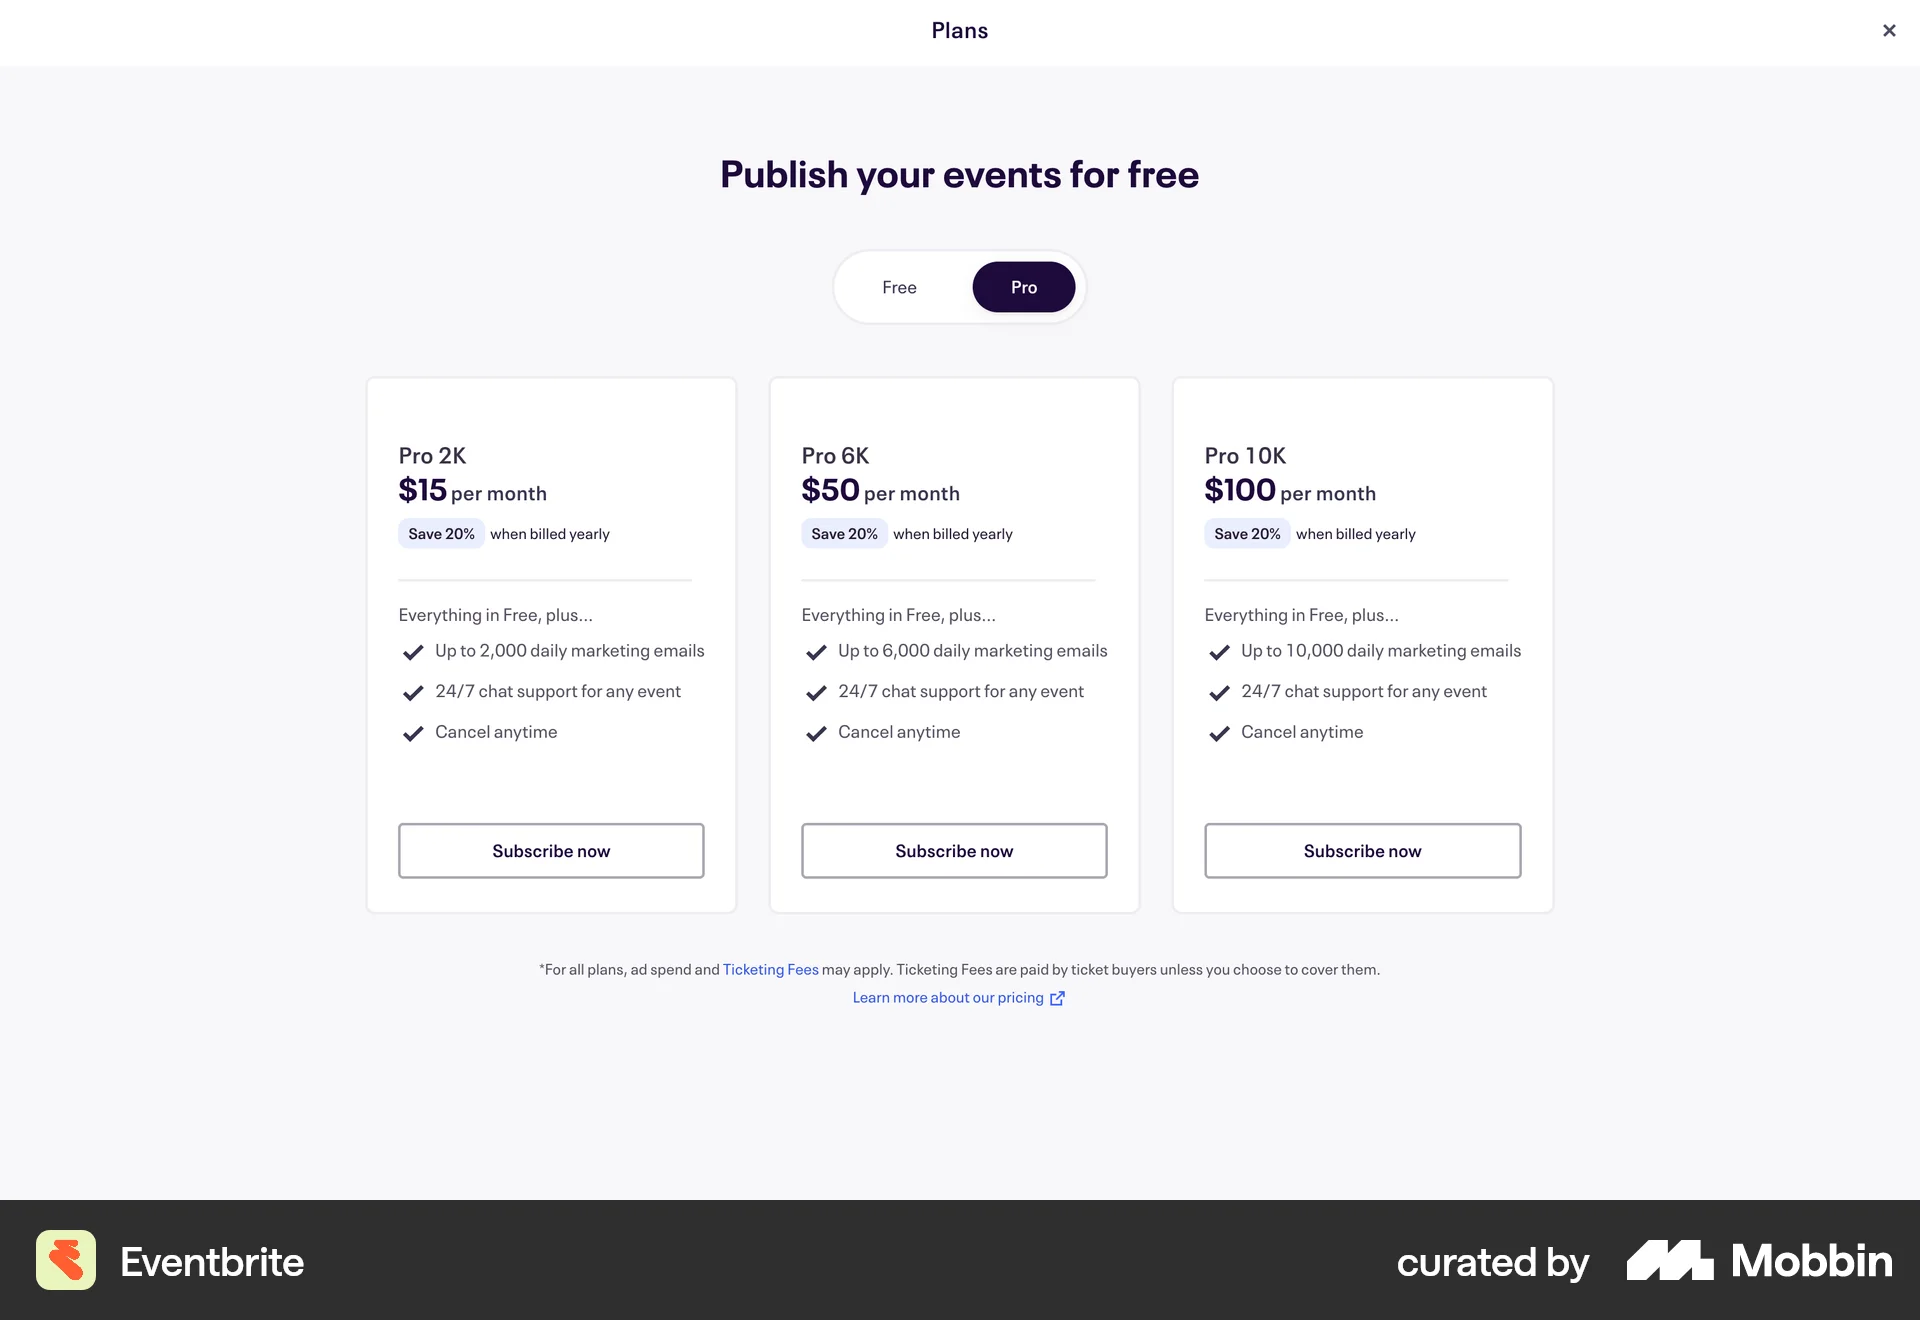 Plans
Publish your events for free
Free
Pro
Pro 2K
$15 per month
Save 20% when billed yearly
Everything in Free, plus...
Up to 2,000 daily marketing emails
24/7 chat support for any event
Cancel anytime
Subscribe now
Pro 6K
$50 per month
Save 20% when billed yearly
Everything in Free, plus...
Up to 6,000 daily marketing emails
24/7 chat support for any event
Cancel anytime
Subscribe now
Pro 10K
$100 per month
Save 20% when billed yearly
Everything in Free, plus...
Up to 10,000 daily marketing emails
24/7 chat support for any event
Cancel anytime
Subscribe now
*For all plans, ad spend and Ticketing Fees may apply. Ticketing Fees are paid by ticket buyers unless you choose to cover them.
Learn more about our pricing
Eventbrite
curated by Mobbin